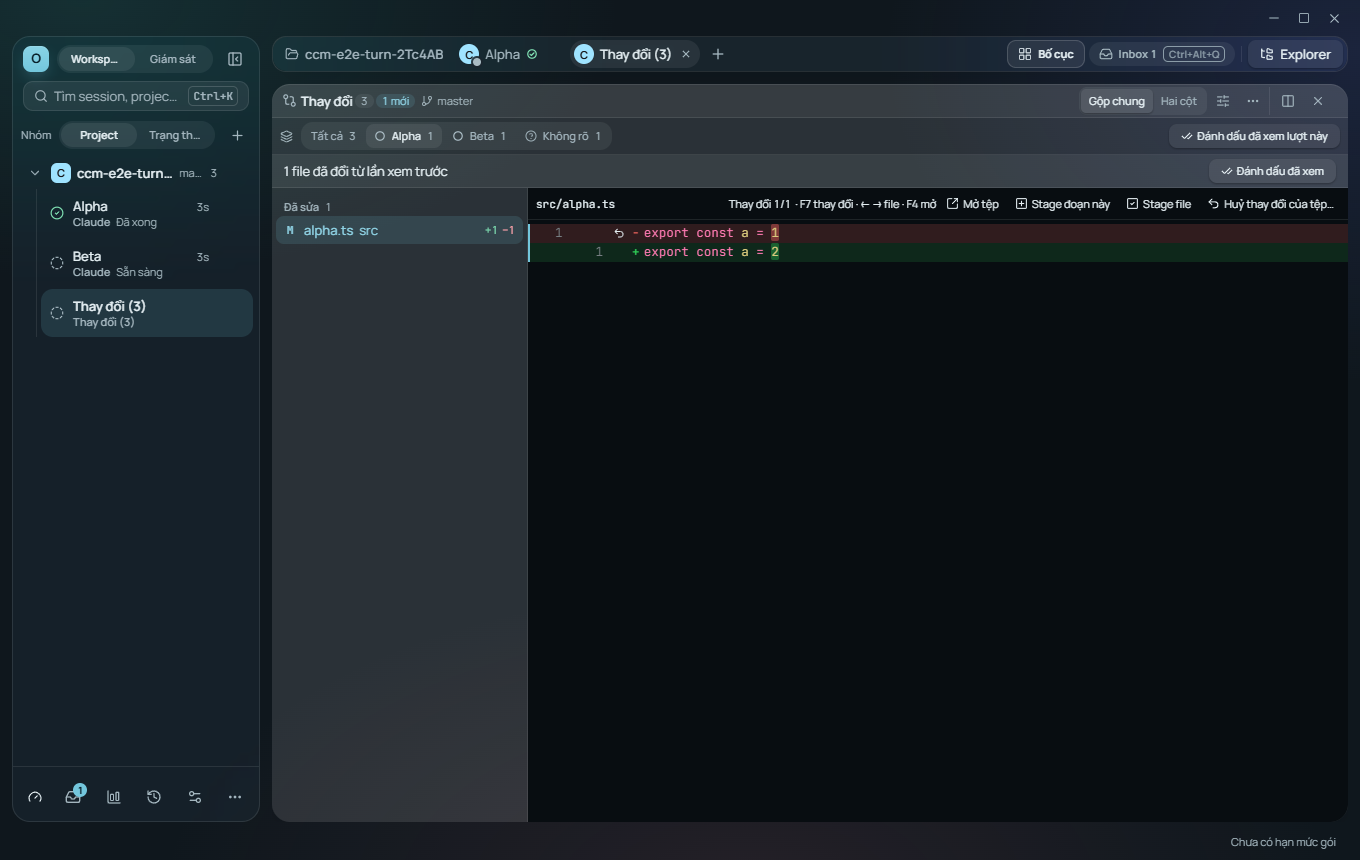 O Worksp... Giám sát
Tìm session, projec... Ctrl+K
Nhóm Project Trạng th...
C ccm-e2e-turn... ma... 3
Alpha 3s
Claude Đã xong
Beta 3s
Claude Sẵn sàng
Thay đổi (3)
Thay đổi (3)
1
ccm-e2e-turn-2Tc4AB C Alpha C Thay đổi (3) Bố cục Inbox 1 Ctrl+Alt+Q Explorer
Thay đổi 3 1 mới master Gộp chung Hai cột
Tất cả 3 Alpha 1 Beta 1 Không rõ 1 Đánh dấu đã xem lượt này
1 file đã đổi từ lần xem trước Đánh dấu đã xem
Đã sửa 1
M alpha.ts src +1 −1
src/alpha.ts Thay đổi 1/1 · F7 thay đổi · ← → file · F4 mở Mở tệp Stage đoạn này Stage file Huỷ thay đổi của tệp...
1 - export const a = 1
1 + export const a = 2
Chưa có hạn mức gói